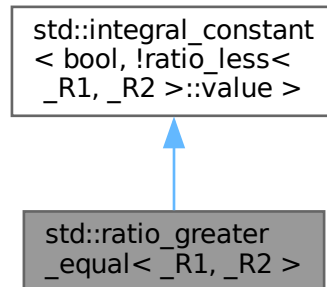 std::integral_constant
< bool, !ratio_less<
_R1, _R2 >::value >
std::ratio_greater
_equal< _R1, _R2 >